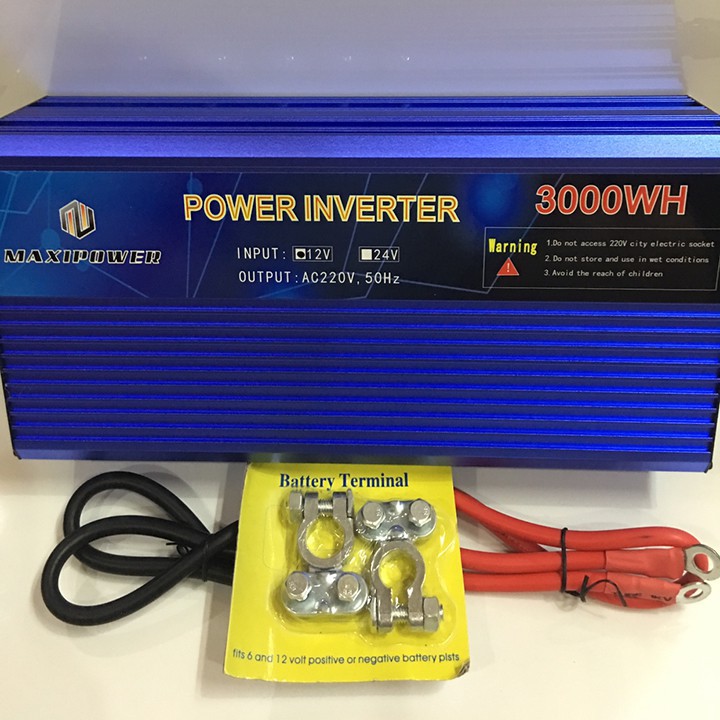 MAXIPOWER
POWER INVERTER
INPUT: 12V 24V
OUTPUT: AC220V, 50Hz
3000WH
Warning
1.Do not access 220V city electric socket
2.Do not store and use in wet conditions
3.Avoid the reach of children
Battery Terminal
fits 6 and 12 volt positive or negative battery plsts